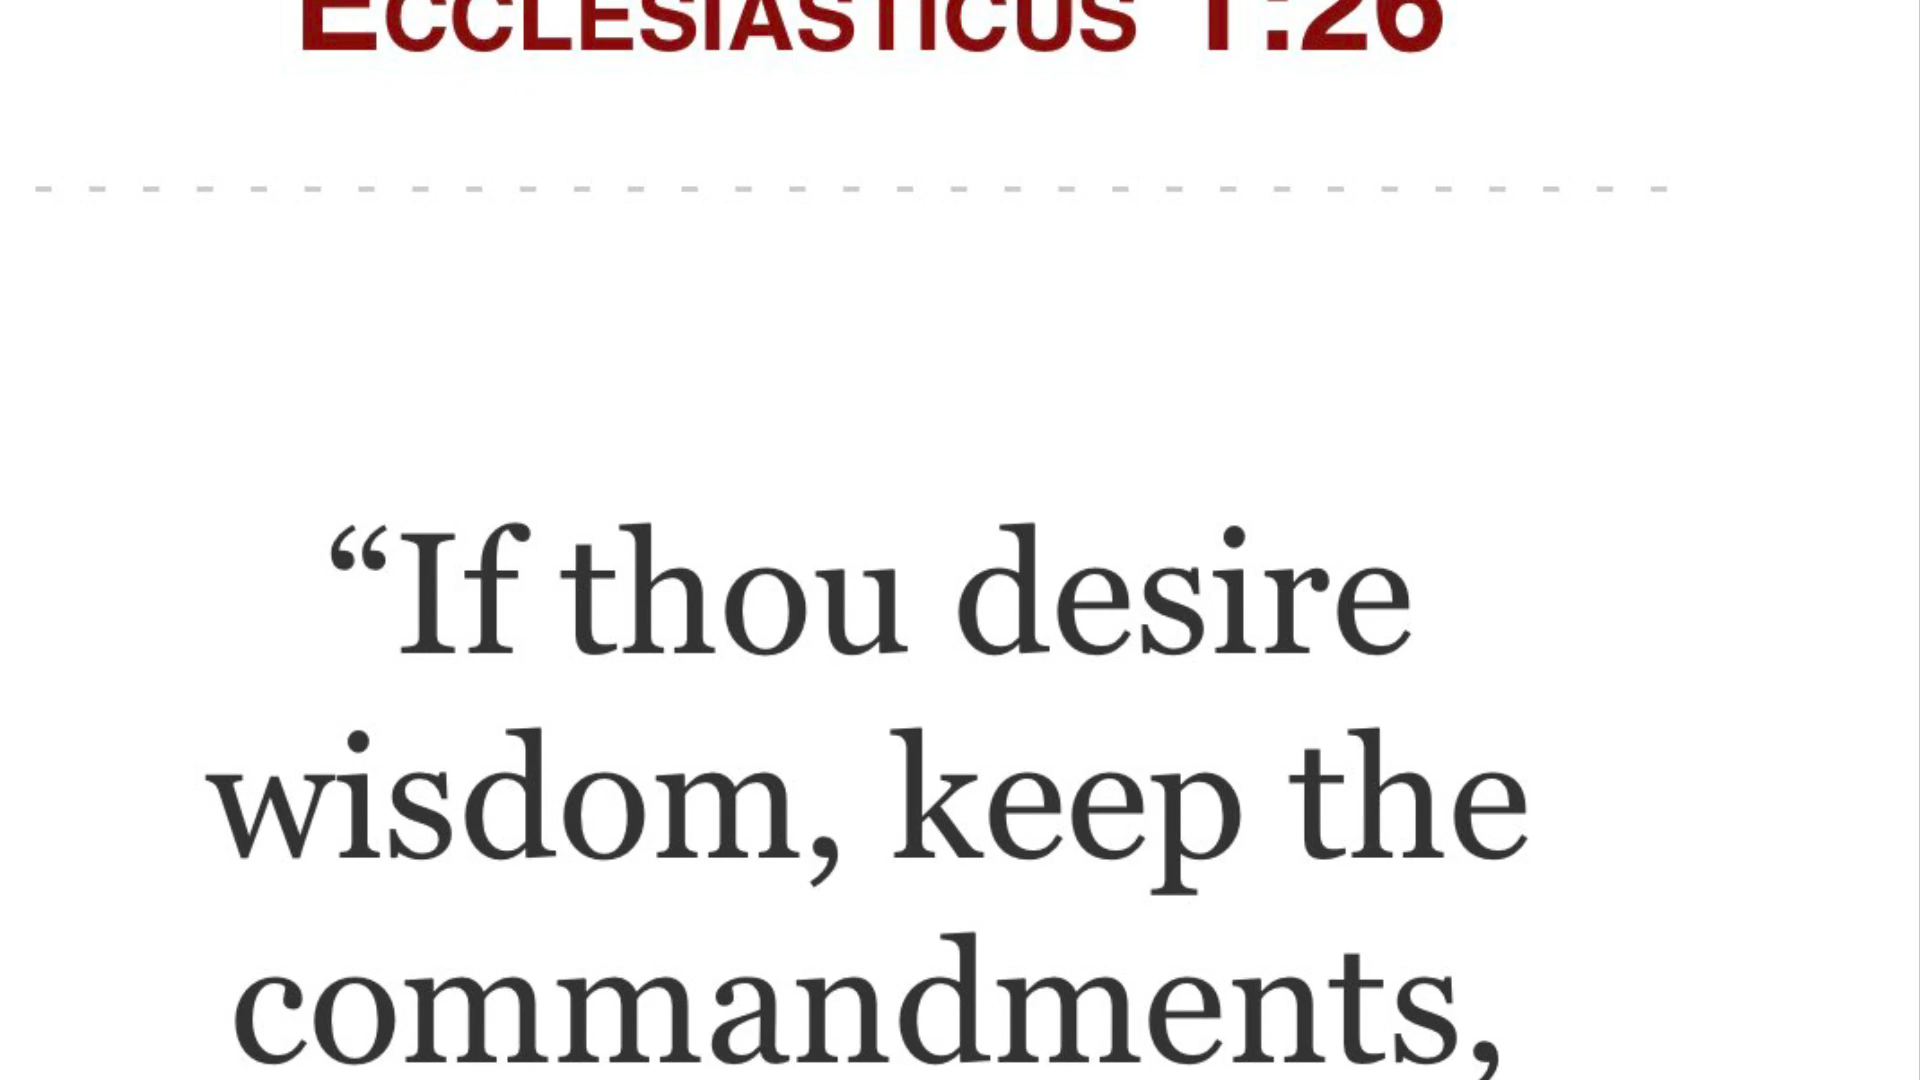 ECCLESIASTICUS 1:26
“If thou desire
wisdom, keep the
commandments,